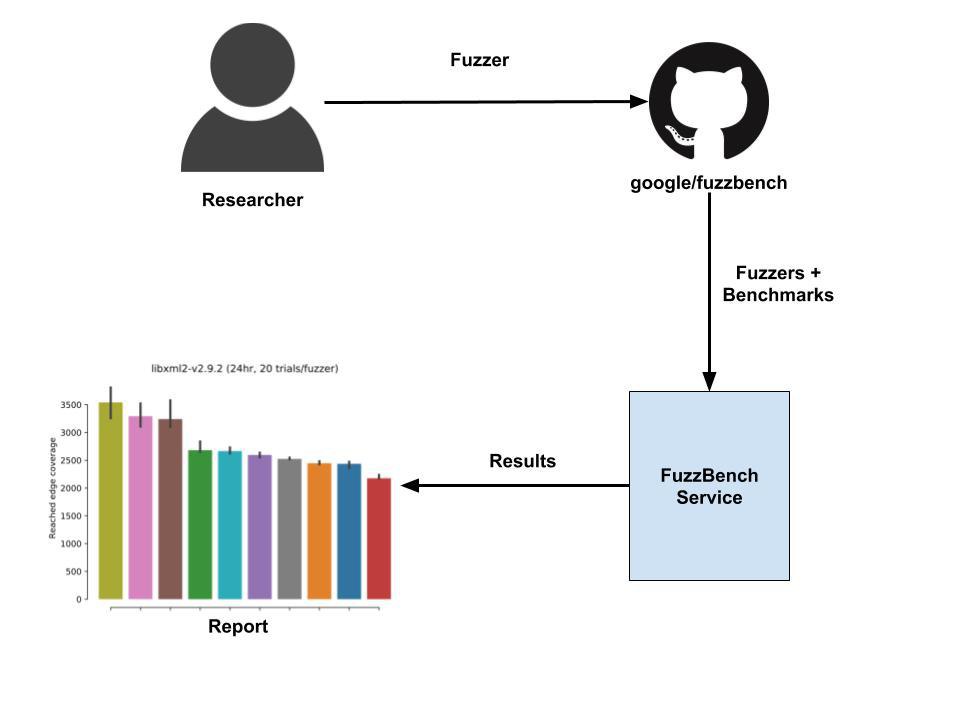 Fuzzer
Researcher
google/fuzzbench
Fuzzers +
Benchmarks
libxml2-v2.9.2 (24hr, 20 trials/fuzzer)
Reached edge coverage
3500
3000
2500
2000
1500
1000
500
0
Report
Results
FuzzBench
Service